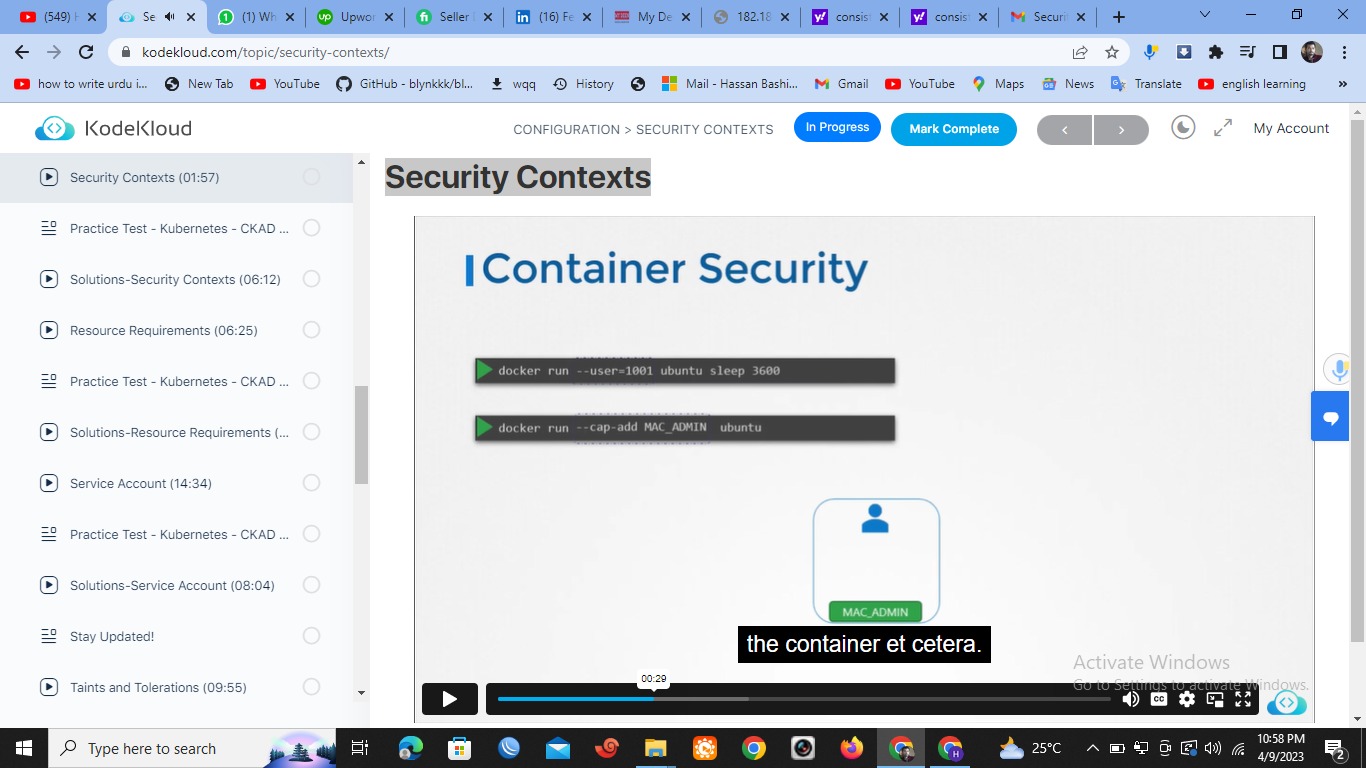 (549) H
Se
(1) Wh
Upwor
Seller
(16) Fe
My De
182.18
consist
consist
Securit
kodekloud.com/topic/security-contexts/
how to write urdu i...
New Tab
YouTube
GitHub - blynkkk/bl...
wqq
History
Mail - Hassan Bashi...
Gmail
YouTube
Maps
News
Translate
english learning
»
KodeKloud
CONFIGURATION > SECURITY CONTEXTS
In Progress
Mark Complete
<
>
My Account
Security Contexts (01:57)
Practice Test - Kubernetes - CKAD ...
Solutions-Security Contexts (06:12)
Resource Requirements (06:25)
Practice Test - Kubernetes - CKAD ...
Solutions-Resource Requirements (...
Service Account (14:34)
Practice Test - Kubernetes - CKAD ...
Solutions-Service Account (08:04)
Stay Updated!
Taints and Tolerations (09:55)
Security Contexts
Container Security
docker run --user=1001 ubuntu sleep 3600
docker run --cap-add MAC_ADMIN ubuntu
MAC_ADMIN
the container et cetera.
Activate Windows
Go to Settings to activate Windows.
00:29
CC
Type here to search
25°C
10:58 PM
4/9/2023
2